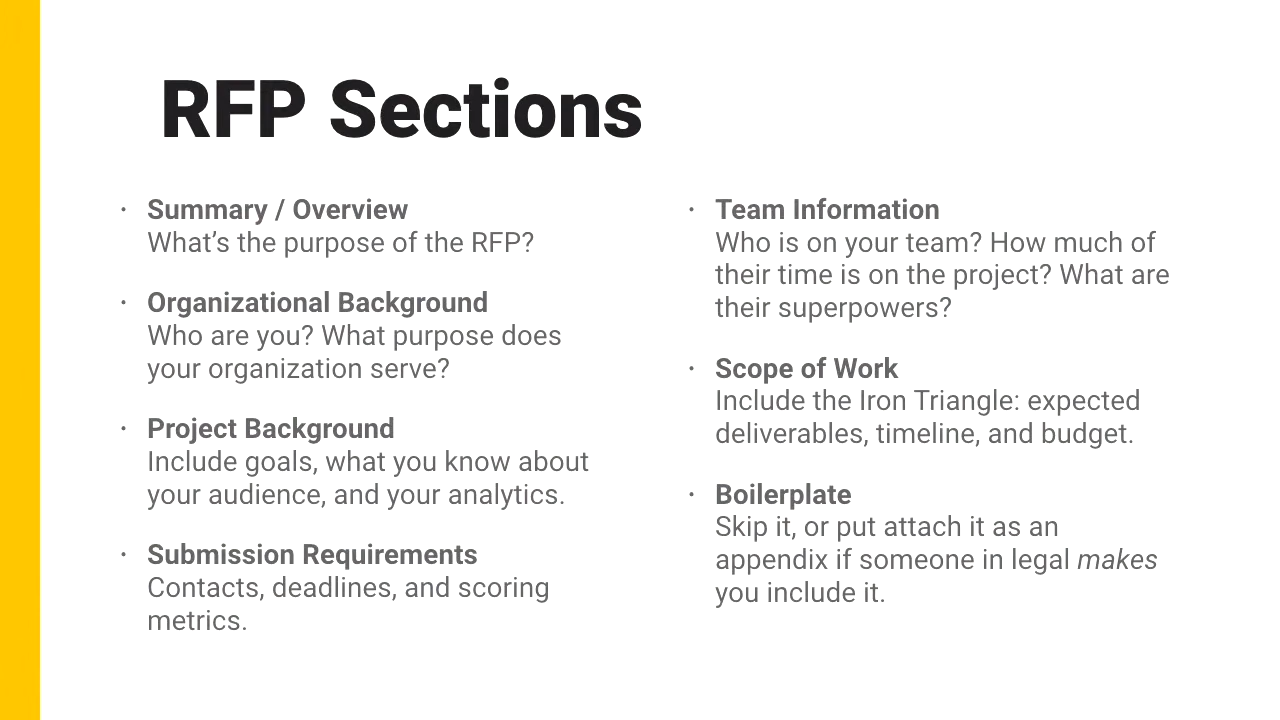 RFP Sections
· Summary / Overview
What’s the purpose of the RFP?
· Organizational Background
Who are you? What purpose does
your organization serve?
· Project Background
Include goals, what you know about
your audience, and your analytics.
· Submission Requirements
Contacts, deadlines, and scoring
metrics.
· Team Information
Who is on your team? How much of
their time is on the project? What are
their superpowers?
· Scope of Work
Include the Iron Triangle: expected
deliverables, timeline, and budget.
· Boilerplate
Skip it, or put attach it as an
appendix if someone in legal makes
you include it.